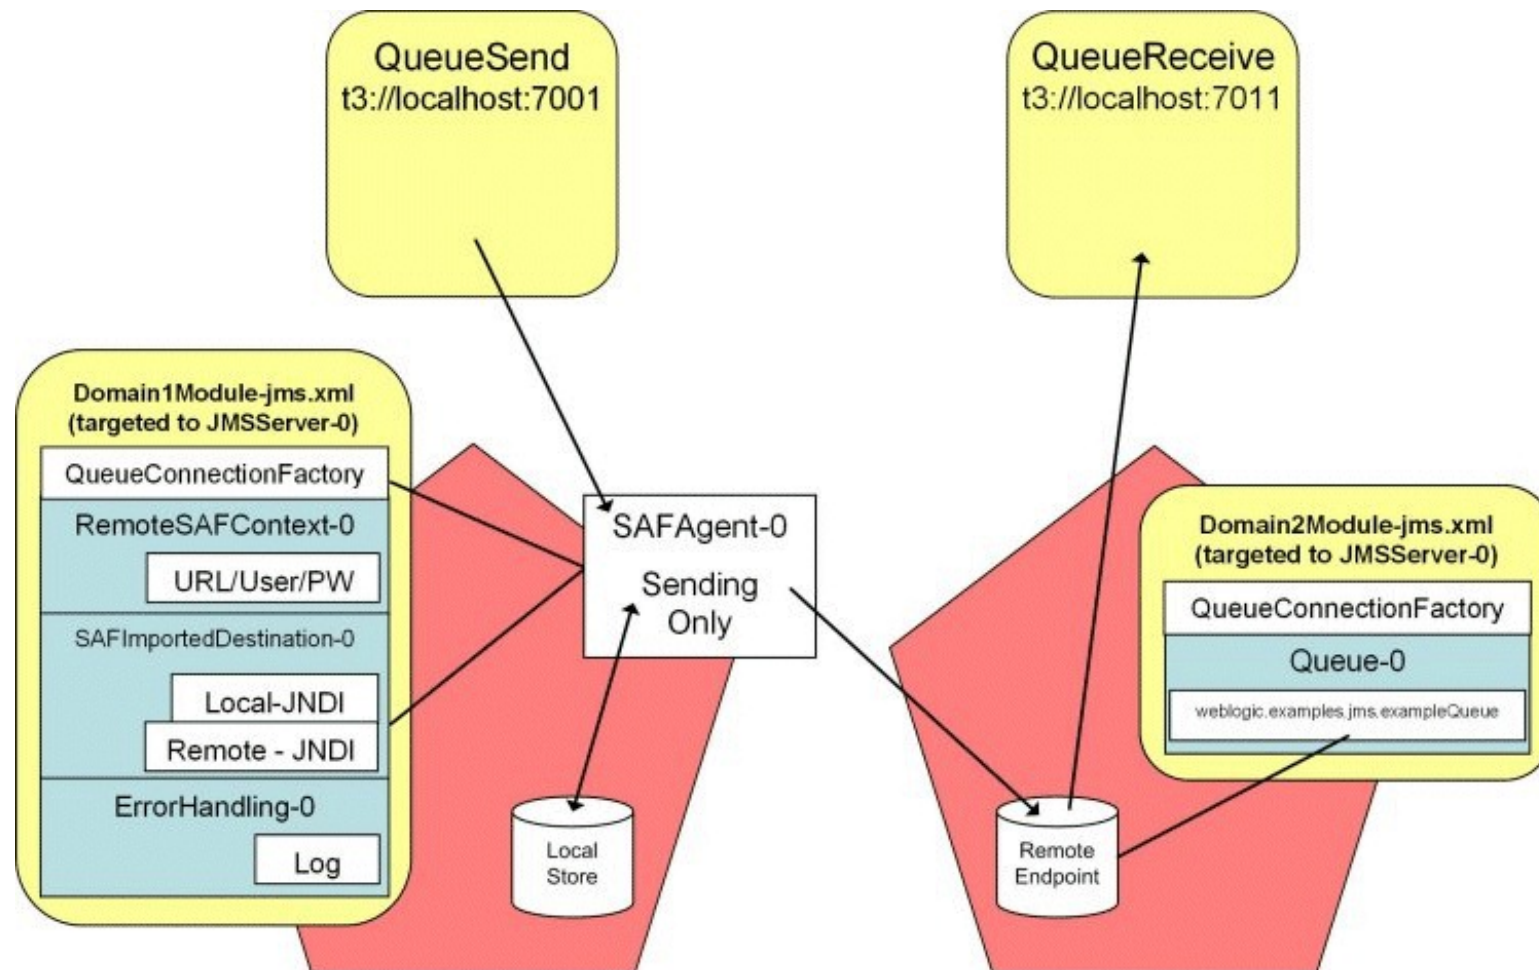 QueueSend
t3://localhost:7001
QueueReceive
t3://localhost:7011
Domain1Module-jms.xml
(targeted to JMSServer-0)
QueueConnectionFactory
RemoteSAFContext-0
URL/User/PW
SAFImportedDestination-0
Local-JNDI
Remote - JNDI
ErrorHandling-0
Log
SAFAgent-0
Sending
Only
Local
Store
Remote
Endpoint
Domain2Module-jms.xml
(targeted to JMSServer-0)
QueueConnectionFactory
Queue-0
weblogic.examples.jms.exampleQueue